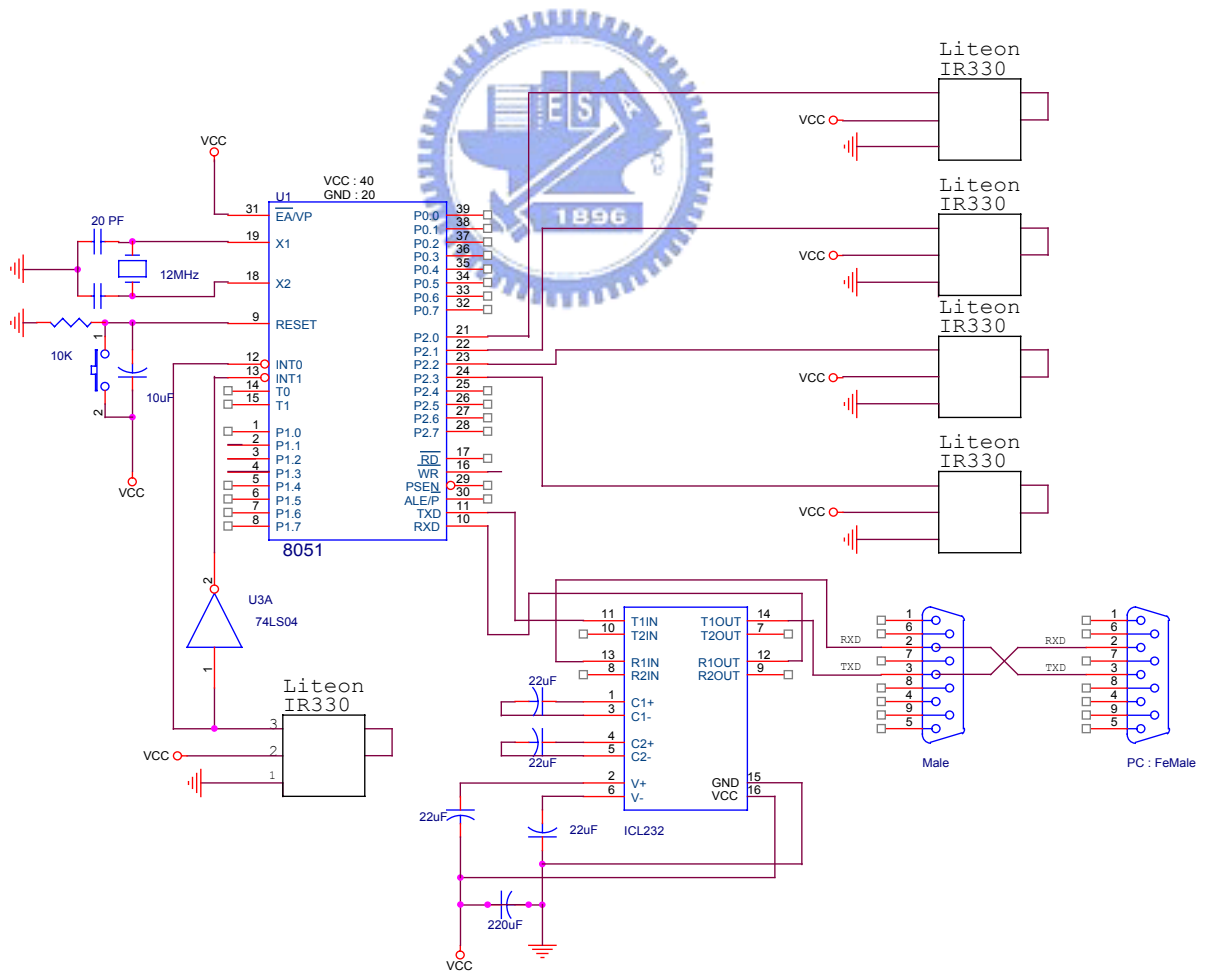 Liteon
IR330
VCC
E S A
1896
Liteon
IR330
VCC
Liteon
IR330
VCC
Liteon
IR330
VCC
VCC
VCC : 40
GND : 20
U1
31 EA/VP
19 X1
18 X2
9 RESET
12 INT0
13 INT1
14 T0
15 T1
1 P1.0
2 P1.1
3 P1.2
4 P1.3
5 P1.4
6 P1.5
7 P1.6
8 P1.7
P0.0 39
P0.1 38
P0.2 37
P0.3 36
P0.4 35
P0.5 34
P0.6 33
P0.7 32
P2.0 21
P2.1 22
P2.2 23
P2.3 24
P2.4 25
P2.5 26
P2.6 27
P2.7 28
RD 17
WR 16
PSEN 29
ALE/P 30
TXD 11
RXD 10
8051
20 PF
12MHz
10K
1
2
10uF
VCC
2
U3A
74LS04
1
Liteon
IR330
3
VCC 2
1
11 T1IN
10 T2IN
13 R1IN
8 R2IN
1 C1+
3 C1-
4 C2+
5 C2-
2 V+
6 V-
T1OUT 14
T2OUT 7
R1OUT 12
R2OUT 9
GND 15
VCC 16
ICL232
22uF
22uF
22uF
22uF
220uF
VCC
RXD
TXD
1
6
2
7
3
8
4
9
5
Male
RXD
TXD
1
6
2
7
3
8
4
9
5
PC : FeMale